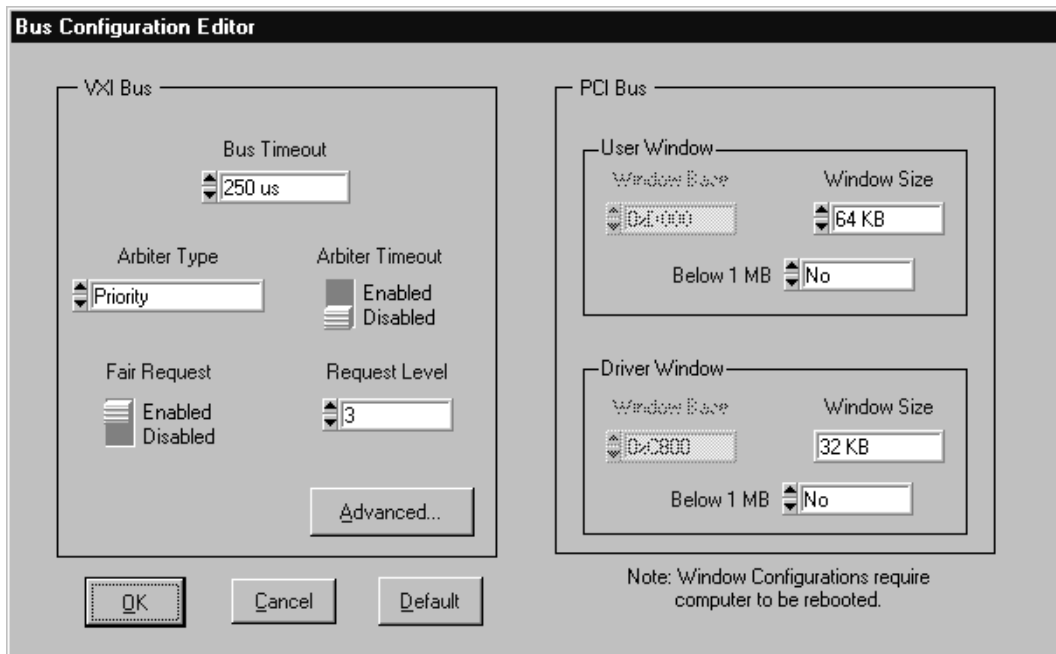 Bus Configuration Editor
VXI Bus
Bus Timeout
250 us
Arbiter Type
Priority
Arbiter Timeout
Enabled
Disabled
Fair Request
Enabled
Disabled
Request Level
3
Advanced...
OK
Cancel
Default
PCI Bus
User Window
Window Base
0xD000
Window Size
64 KB
Below 1 MB
No
Driver Window
Window Base
0xC800
Window Size
32 KB
Below 1 MB
No
Note: Window Configurations require
computer to be rebooted.